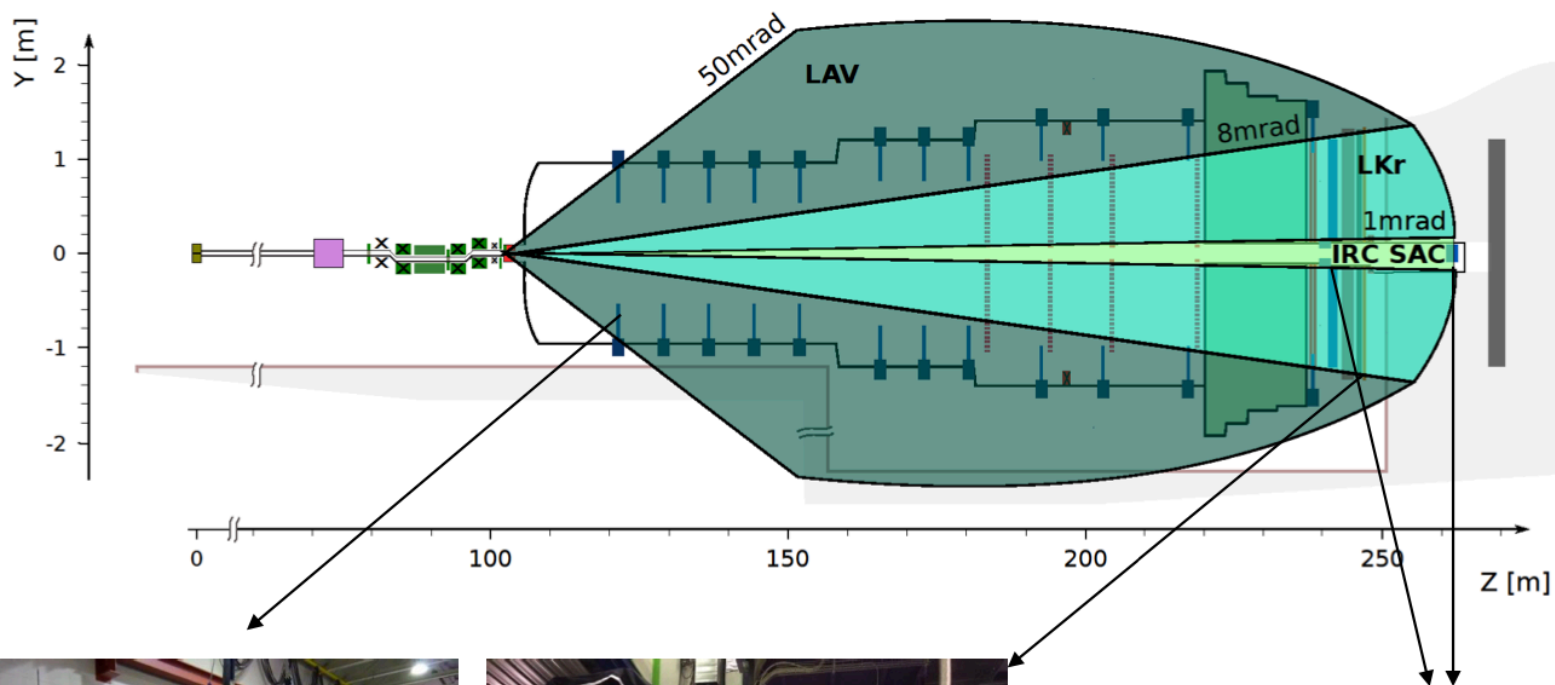 Y [m]
50mrad
2
LAV
8mrad
1
LKr
1mrad
0
IRC SAC
-1
-2
0
100
150
200
250
Z [m]